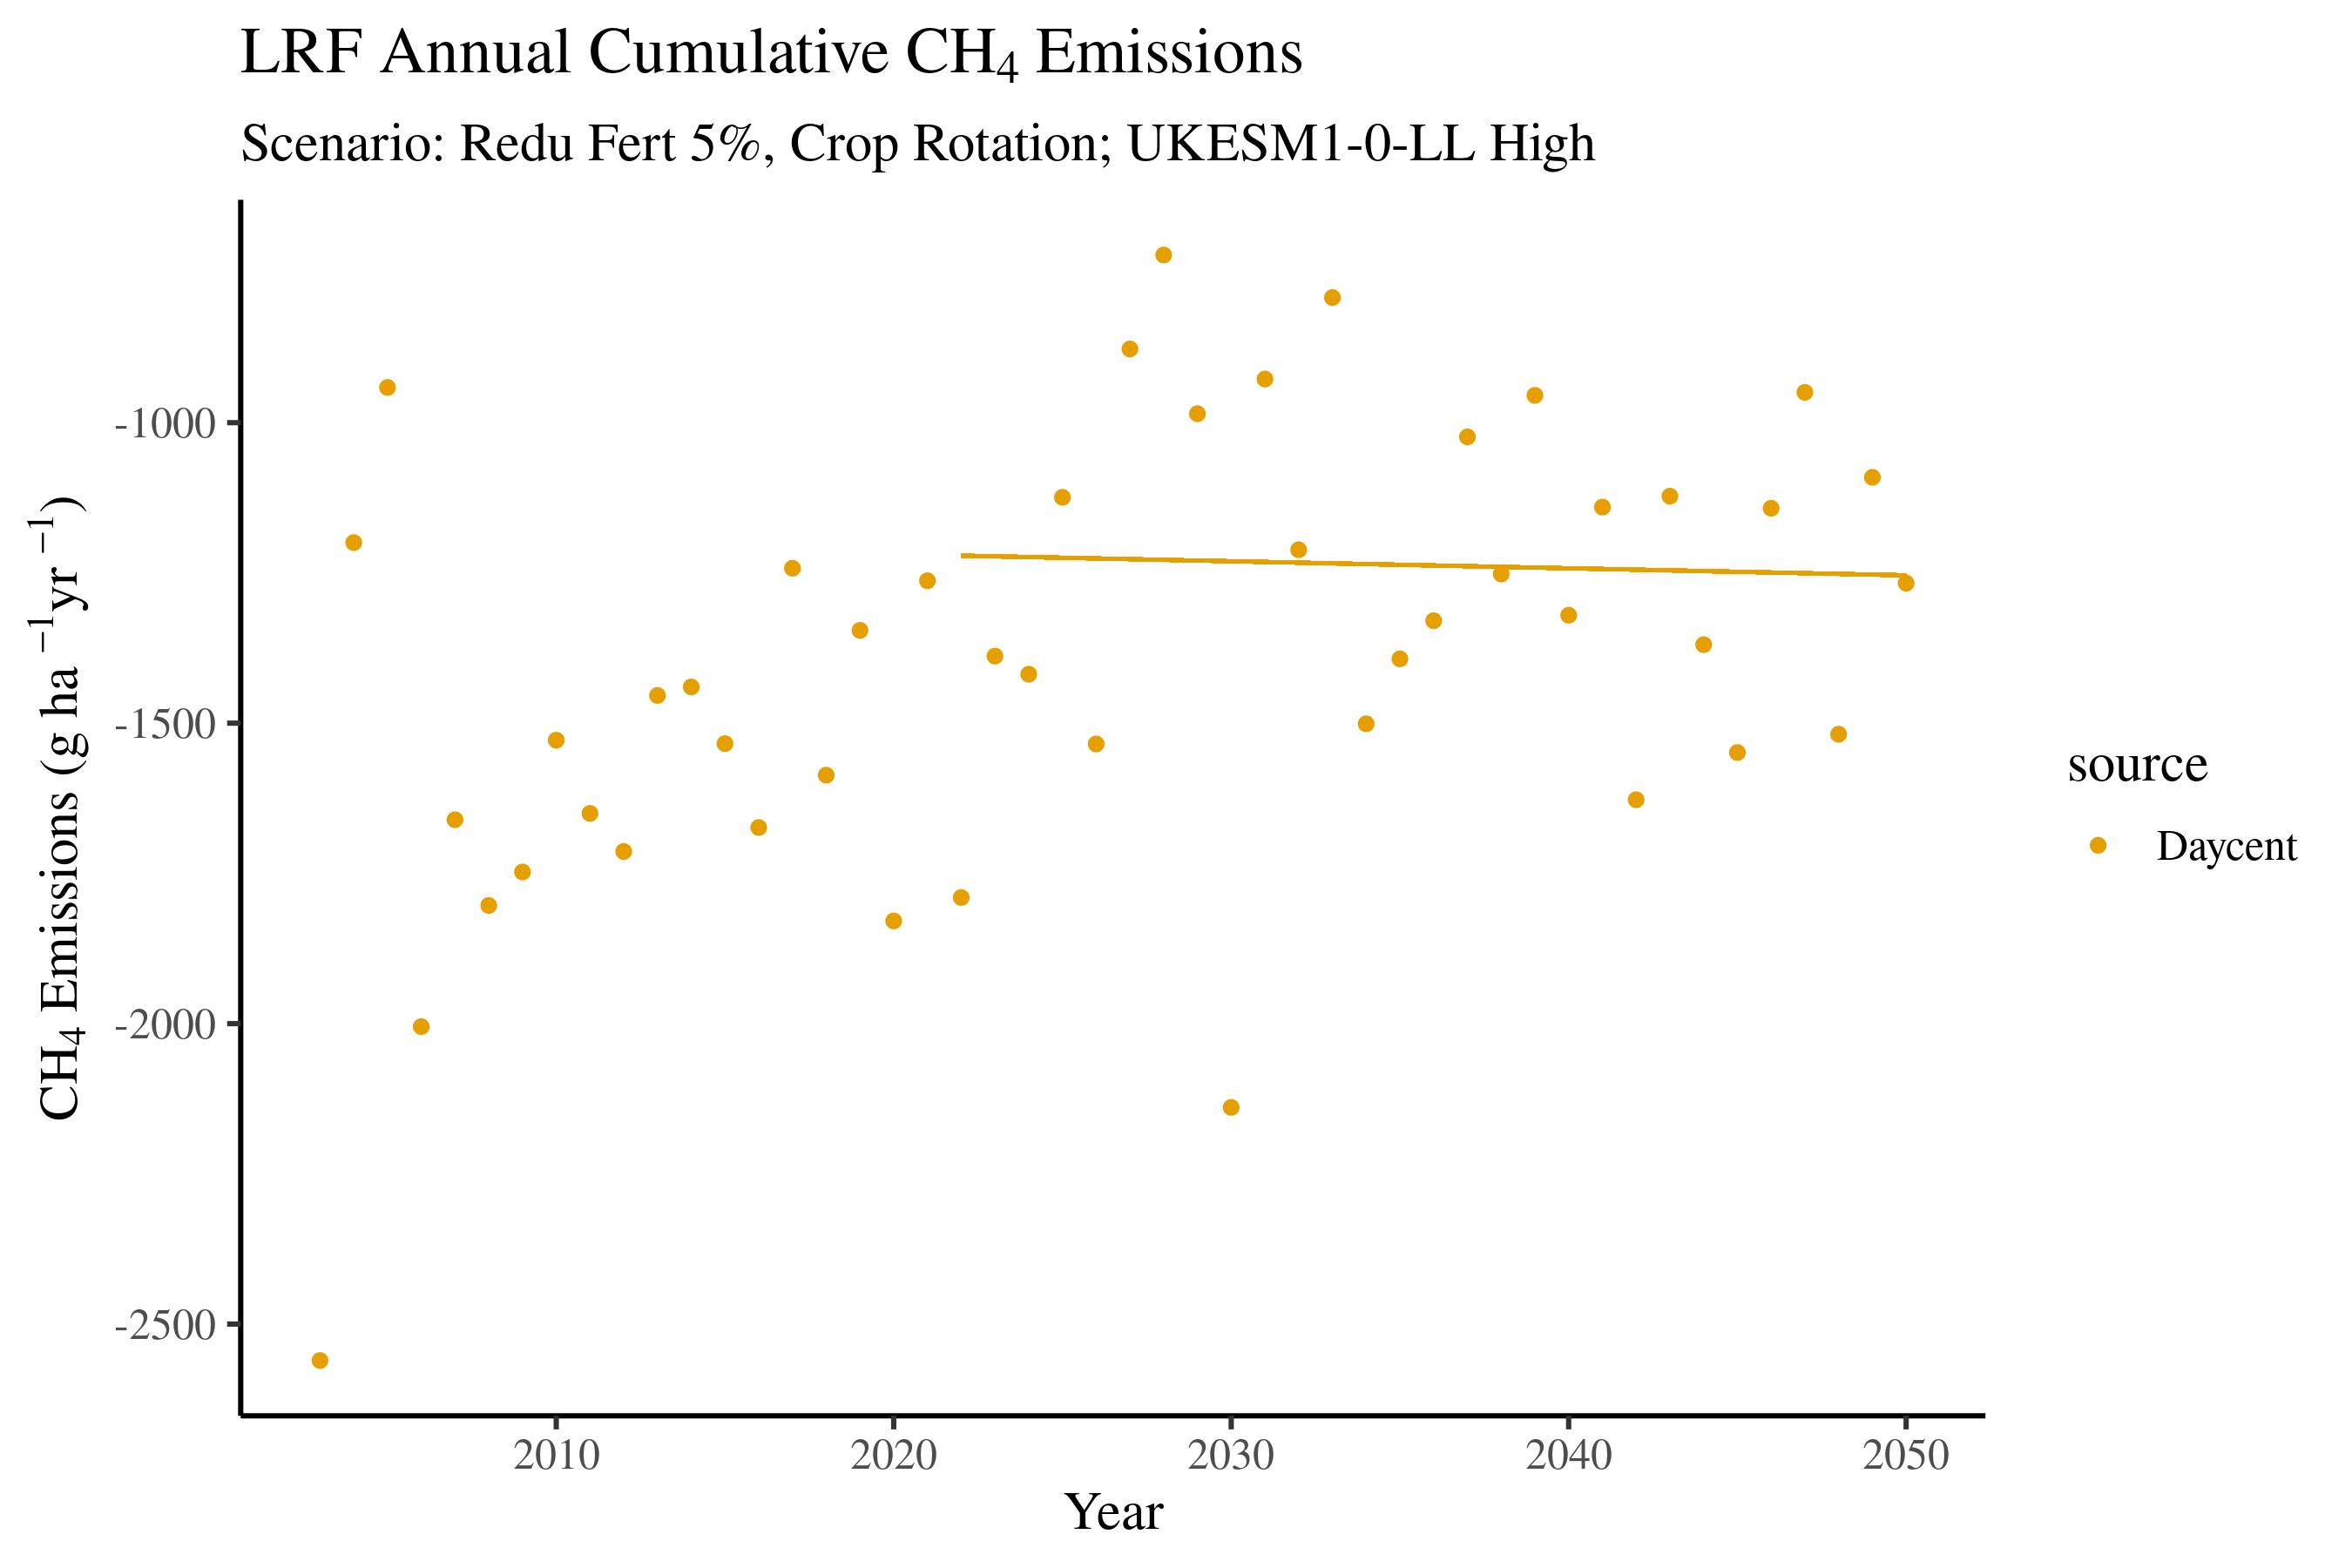 LRF Annual Cumulative CH₄ Emissions
Scenario: Redu Fert 5%, Crop Rotation; UKESM1-0-LL High
CH₄ Emissions (g ha ⁻¹yr ⁻¹)
-1000
-1500
-2000
-2500
2010
2020
2030
2040
2050
Year
source
Daycent